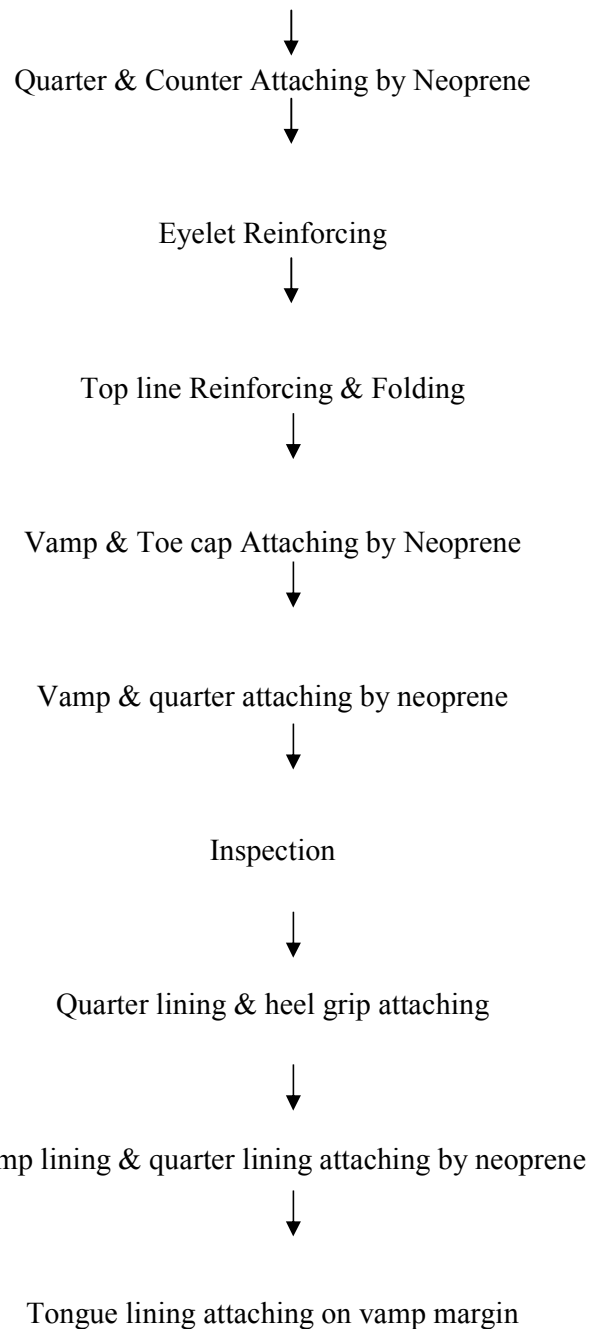 Quarter & Counter Attaching by Neoprene
Eyelet Reinforcing
Top line Reinforcing & Folding
Vamp & Toe cap Attaching by Neoprene
Vamp & quarter attaching by neoprene
Inspection
Quarter lining & heel grip attaching
mp lining & quarter lining attaching by neoprene
Tongue lining attaching on vamp margin